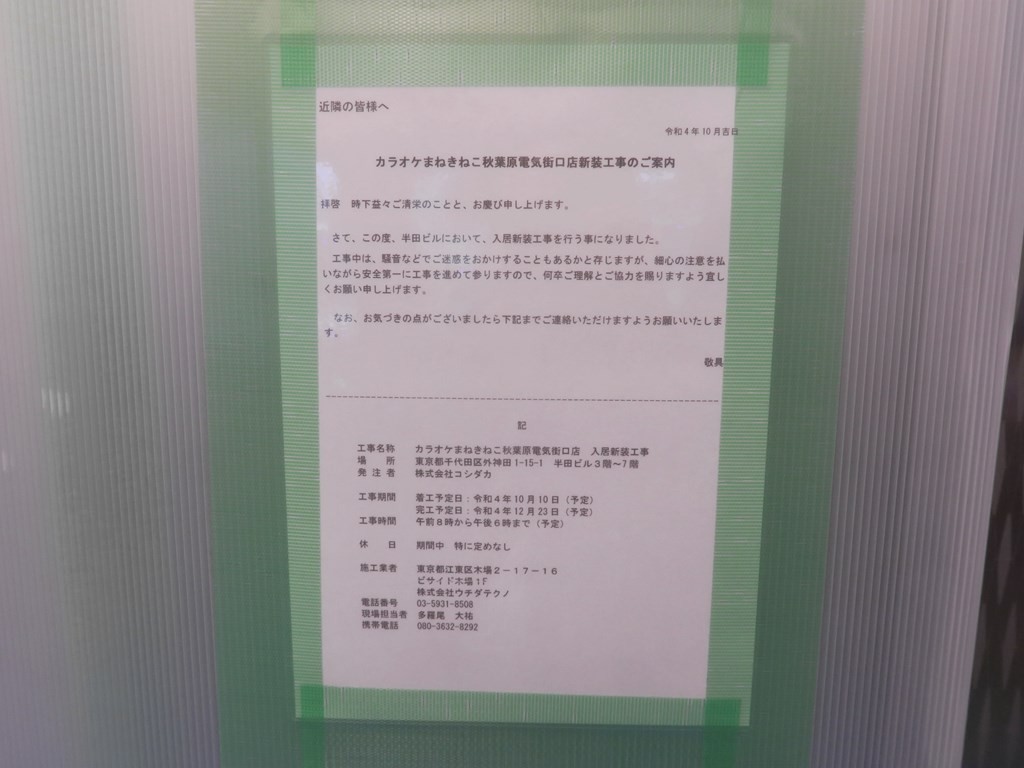 近隣の皆様へ
令和4年10月吉日
カラオケまねきねこ秋葉原電気街口店新装工事のご案内
拝啓　時下益々ご清栄のことと、お慶び申し上げます。
さて、この度、半田ビルにおいて、入居新装工事を行う事になりました。
工事中は、騒音などでご迷惑をおかけすることもあるかと存じますが、細心の注意を払
いながら安全第一に工事を進めて参りますので、何卒ご理解とご協力を賜りますよう宜し
くお願い申し上げます。
なお、お気づきの点がございましたら下記までご連絡いただけますようお願いいたしま
す。
敬具
記
工事名称　カラオケまねきねこ秋葉原電気街口店　入居新装工事
場　所　東京都千代田区外神田1-15-1　半田ビル3階～7階
発注者　株式会社コシダカ
工事期間　着工予定日：令和4年10月10日（予定）
完工予定日：令和4年12月23日（予定）
工事時間　午前8時から午後6時まで（予定）
休　日　期間中　特に定めなし
施工業者　東京都江東区木場2－17－16
ビサイド木場1F
株式会社ウチダテクノ
電話番号　03-5931-8508
現場担当者　多羅尾　大祐
携帯電話　080-3632-8292